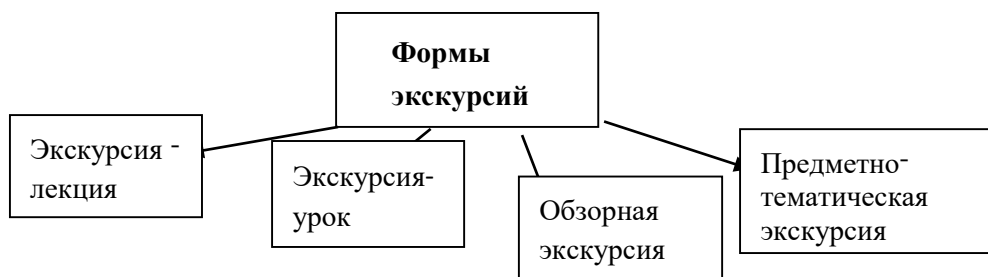 Формы
экскурсий
Экскурсия -
лекция
Экскурсия-
урок
Обзорная
экскурсия
Предметно-
тематическая
экскурсия